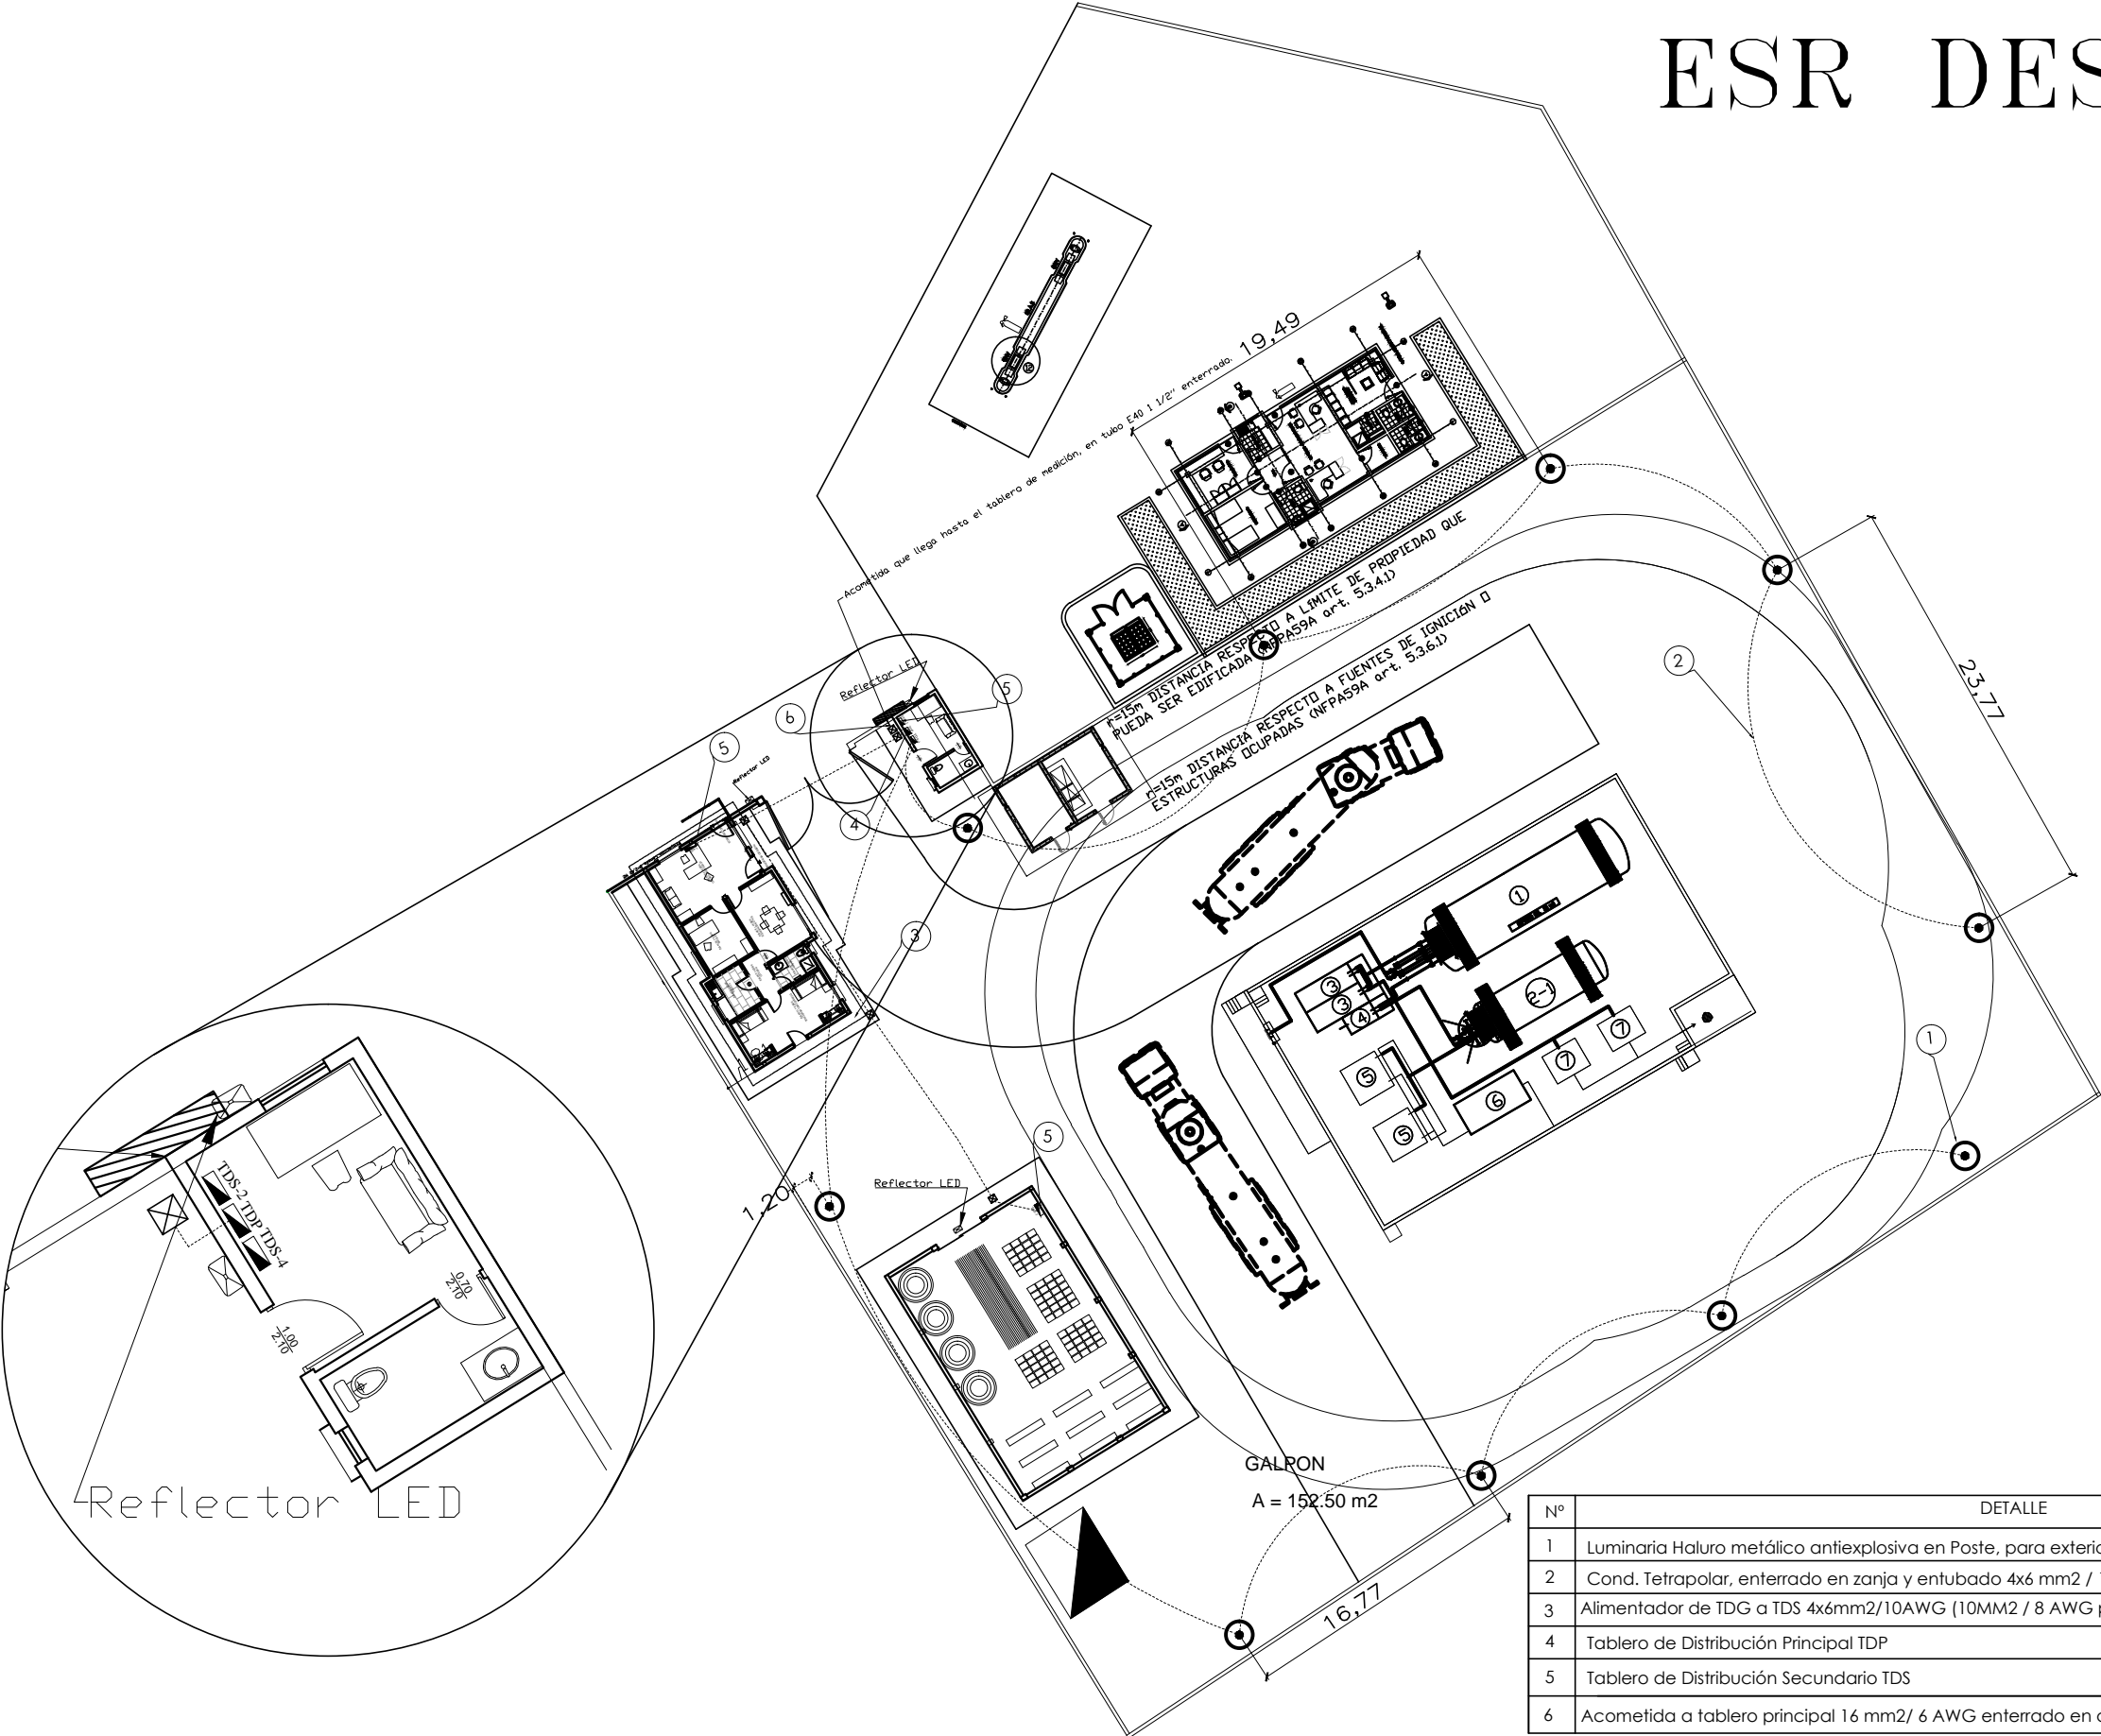 ESR DES
19,49
Acometida que llega hasta el tablero de medición, en tubo E40 1 1/2" enterrado.
r=15m DISTANCIA RESPECTO A LIMITE DE PROPIEDAD QUE
PUEDA SER EDIFICADA (NFPA59A art. 5.3.4.1)
r=15m DISTANCIA RESPECTO A FUENTES DE IGNICIÓN O
ESTRUCTURAS OCUPADAS (NFPA59A art. 5.3.6.1)
Reflector LED
5
6
5
Reflector LED
4
3
2
23,77
1
2-1
3
3
4
5
5
6
7
7
1
5
Reflector LED
1,20
TDS-2 TDP TDS-4
0.70
2.10
1.00
2.10
Reflector LED
GALPON
A = 152.50 m2
16,77
Nº DETALLE
1 Luminaria Haluro metálico antiexplosiva en Poste, para exteri
2 Cond. Tetrapolar, enterrado en zanja y entubado 4x6 mm2 /
3 Alimentador de TDG a TDS 4x6mm2/10AWG (10MM2 / 8 AWG
4 Tablero de Distribución Principal TDP
5 Tablero de Distribución Secundario TDS
6 Acometida a tablero principal 16 mm2/ 6 AWG enterrado en